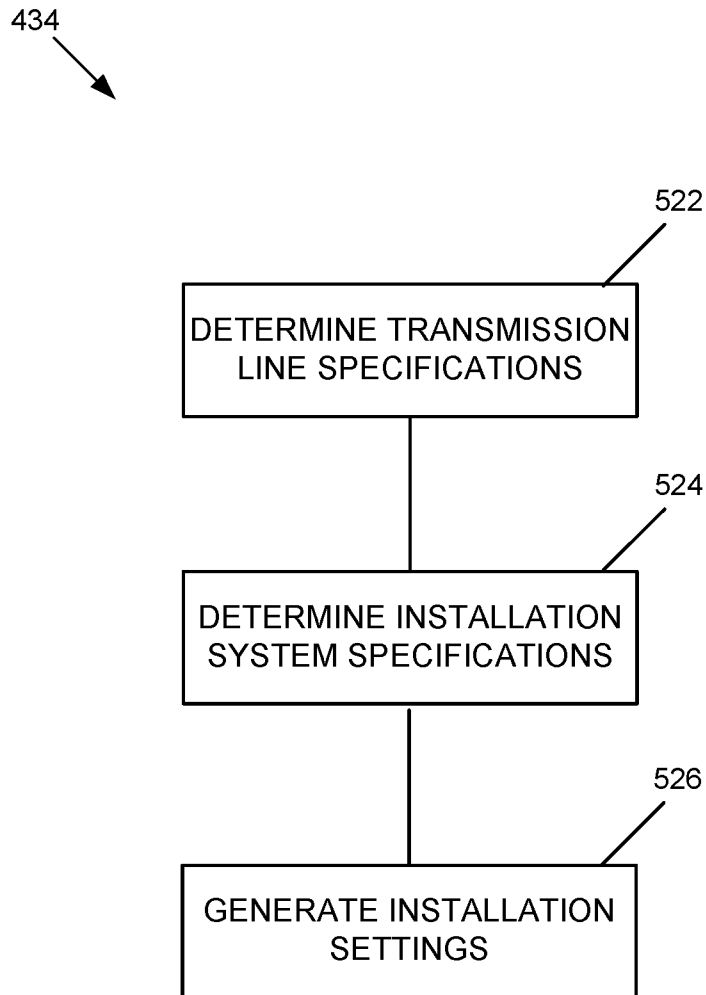 434
522
DETERMINE TRANSMISSION
LINE SPECIFICATIONS
524
DETERMINE INSTALLATION
SYSTEM SPECIFICATIONS
526
GENERATE INSTALLATION
SETTINGS